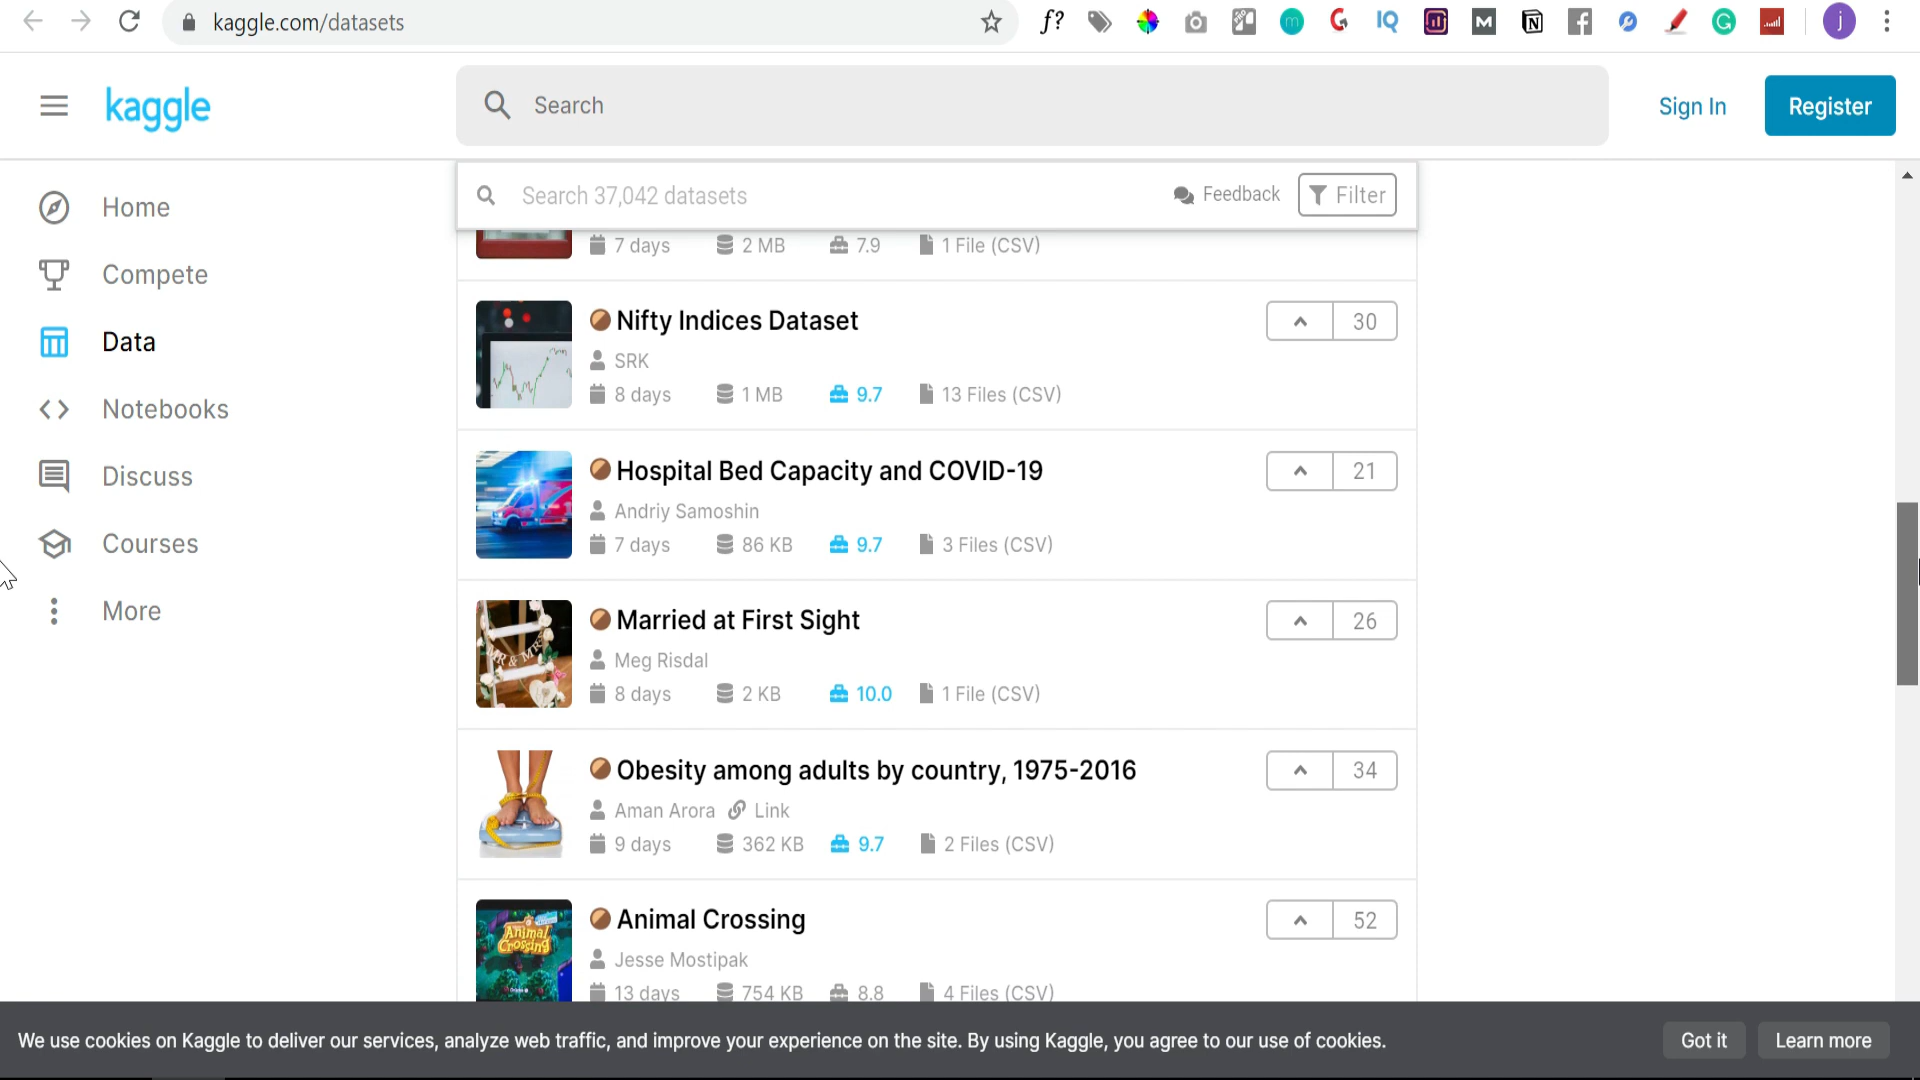 kaggle.com/datasets
f?
m
IQ
M
N
G
j
kaggle
Search
Sign In
Register
Search 37,042 datasets
Feedback
Filter
Home
Compete
Data
Notebooks
Discuss
Courses
More
7 days 2 MB 7.9 1 File (CSV)
Nifty Indices Dataset
30
SRK
8 days 1 MB 9.7 13 Files (CSV)
Hospital Bed Capacity and COVID-19
21
Andriy Samoshin
7 days 86 KB 9.7 3 Files (CSV)
MR & MR
Married at First Sight
26
Meg Risdal
8 days 2 KB 10.0 1 File (CSV)
Obesity among adults by country, 1975-2016
34
Aman Arora Link
9 days 362 KB 9.7 2 Files (CSV)
Animal Crossing
Animal Crossing
52
Jesse Mostipak
13 days 754 KB 8.8 4 Files (CSV)
We use cookies on Kaggle to deliver our services, analyze web traffic, and improve your experience on the site. By using Kaggle, you agree to our use of cookies.
Got it
Learn more